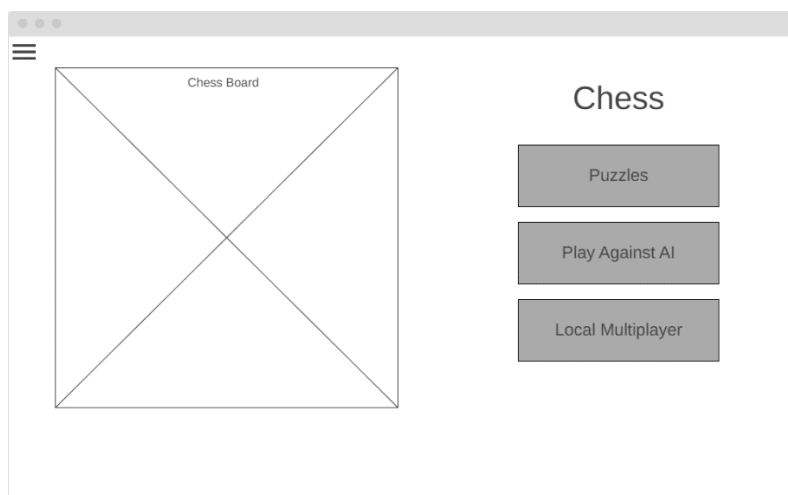 Chess Board
Chess
Puzzles
Play Against AI
Local Multiplayer